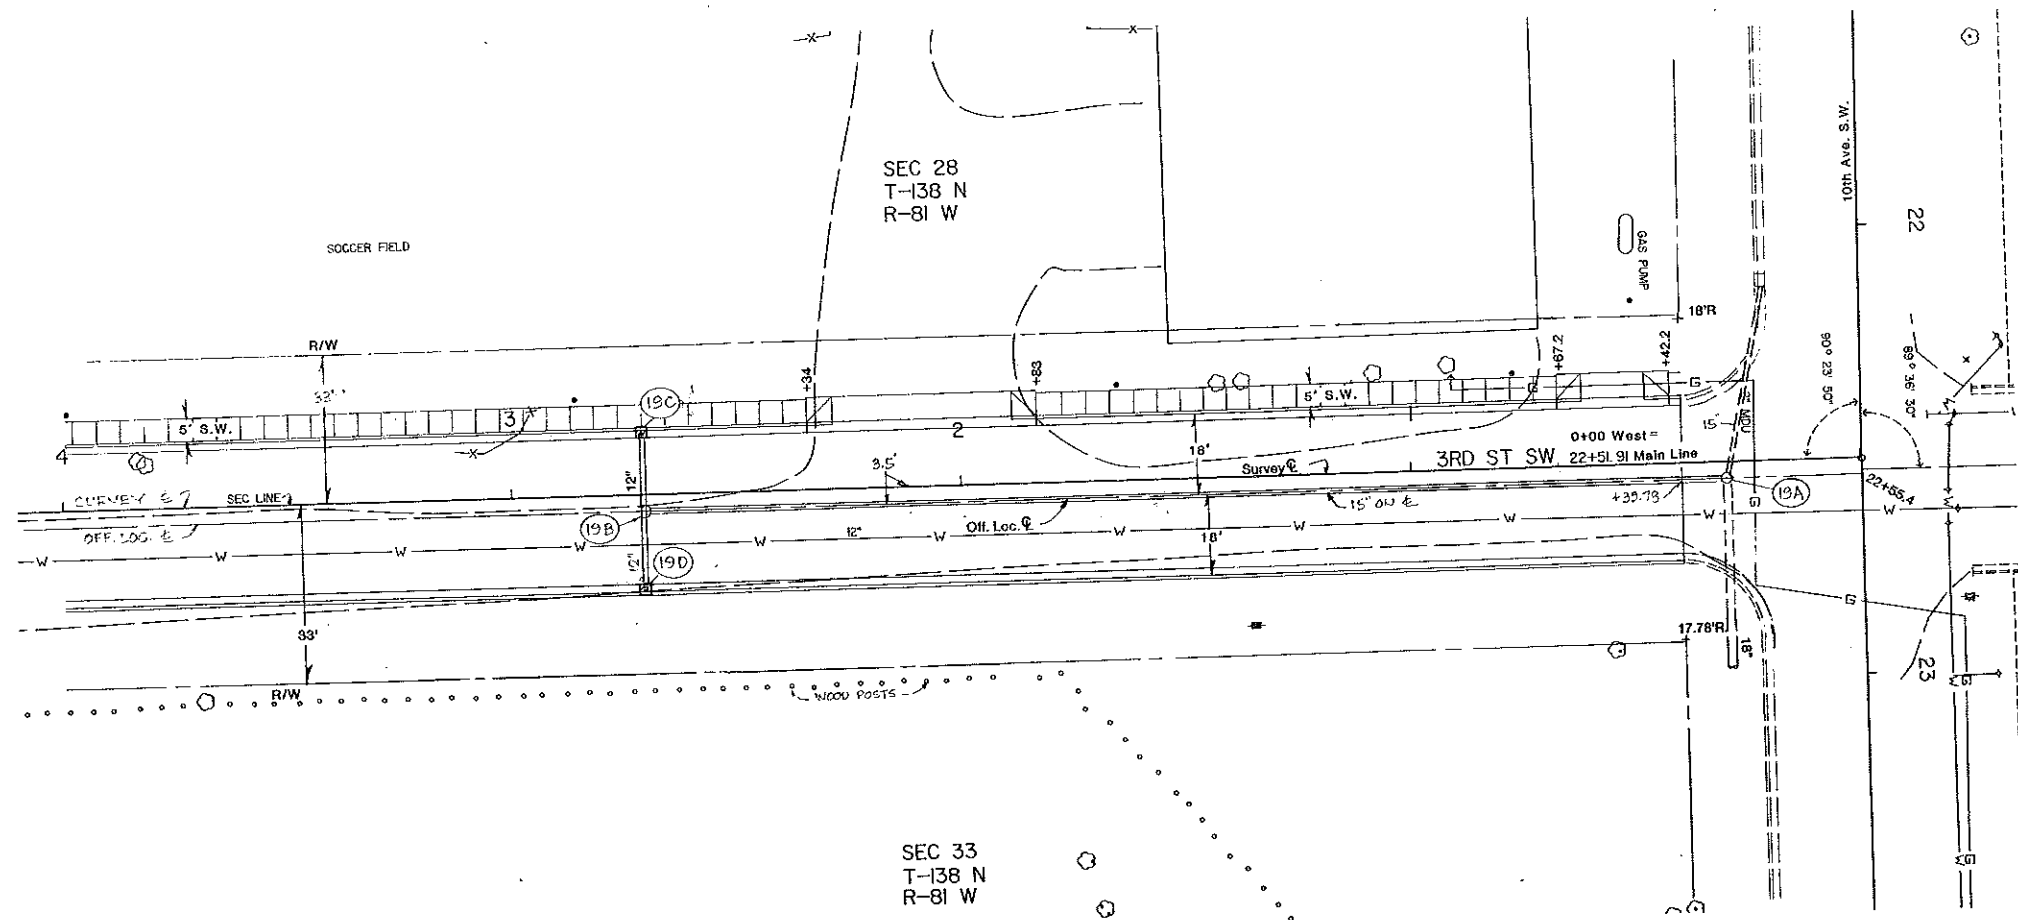 SEC 28
T-138 N
R-81 W
SOCCER FIELD
10th Ave. S.W.
22
GAS PUMP
18'R
R/W
33'
+34
+83
+67.2
+42.2
90° 23' 50"
89° 36' 30"
19C
5' S.W.
3
2
5' S.W.
G
G
15"
MDU
4
X
X
X
X
12"
3.5'
18'
0+00 West =
22+51.91 Main Line
3RD ST SW
Survey ℄
SURVEY ℄
SEC LINE
+39.73
19A
22+55.4
15" ON ℄
OFF. LOC. ℄
19B
Off. Loc. ℄
W
W
W
W
W
12"
W
W
W
W
W
G
12"
19D
18'
33'
G
17.78'R
18"
23
R/W
WOOD POSTS
W
W
G
W
G
W
SEC 33
T-138 N
R-81 W